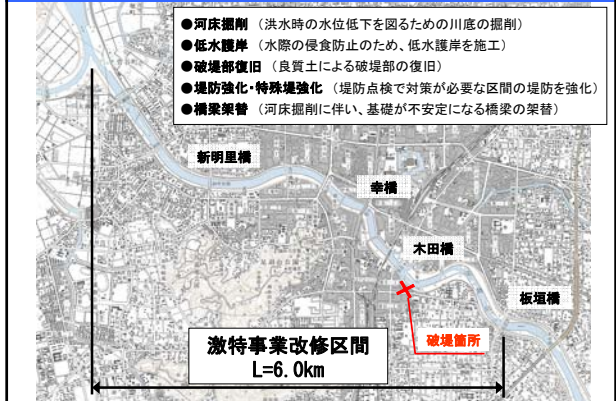 ●河床掘削 （洪水時の水位低下を図るための川底の掘削）
●低水護岸 （水際の侵食防止のため、低水護岸を施工）
●破堤部復旧 （良質土による破堤部の復旧）
●堤防強化・特殊堤強化 （堤防点検で対策が必要な区間の堤防を強化）
●橋梁架替 （河床掘削に伴い、基礎が不安定になる橋梁の架替）
新明里橋
幸橋
木田橋
板垣橋
破堤箇所
激特事業改修区間
L=6.0km